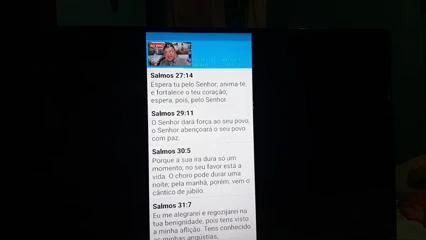 AO VIVO
Salmos 27:14
Espera tu pelo Senhor; anima-te,
e fortalece o teu coração;
espera, pois, pelo Senhor.
Salmos 29:11
O Senhor dará força ao seu povo,
o Senhor abençoará o seu povo
com paz.
Salmos 30:5
Porque a sua ira dura só um
momento; no seu favor está a
vida. O choro pode durar uma
noite; pela manhã, porém, vem o
cântico de júbilo.
Salmos 31:7
Eu me alegrarei e regozijarei na
tua benignidade, pois tens visto
a minha aflição. Tens conhecido
as minhas angústias,